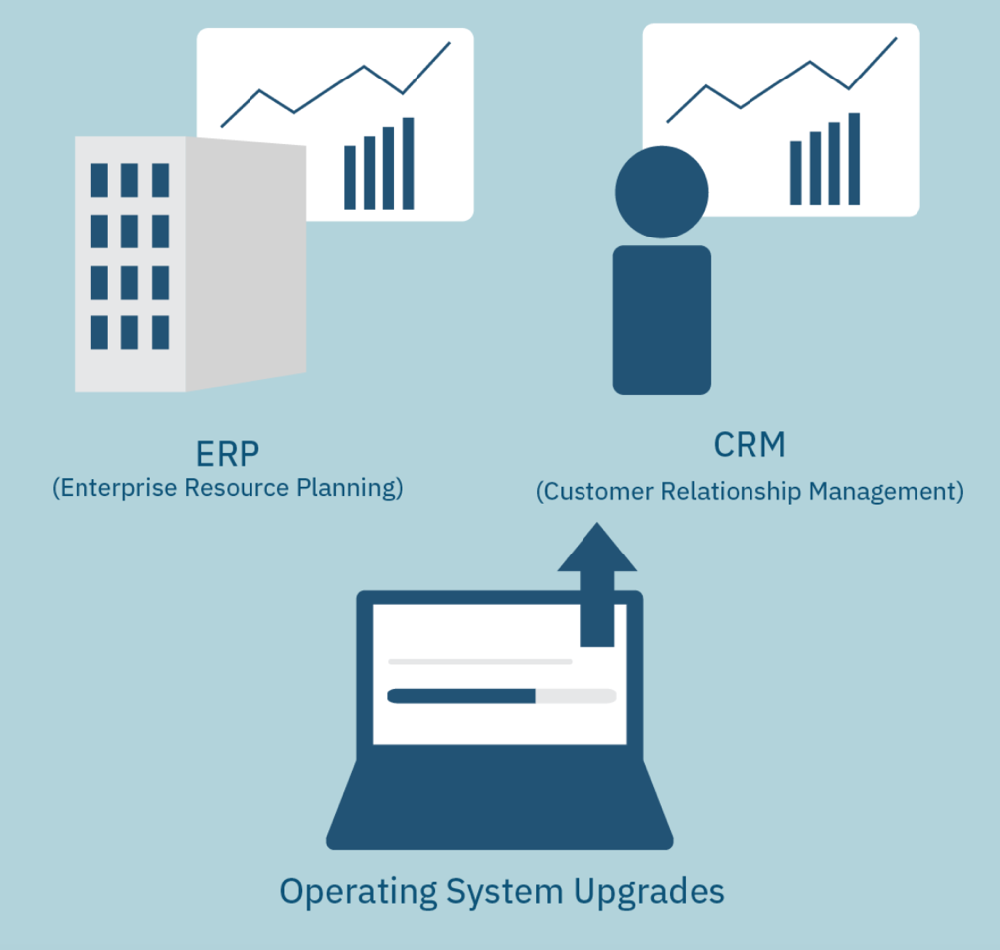 ERP
(Enterprise Resource Planning)
CRM
(Customer Relationship Management)
Operating System Upgrades